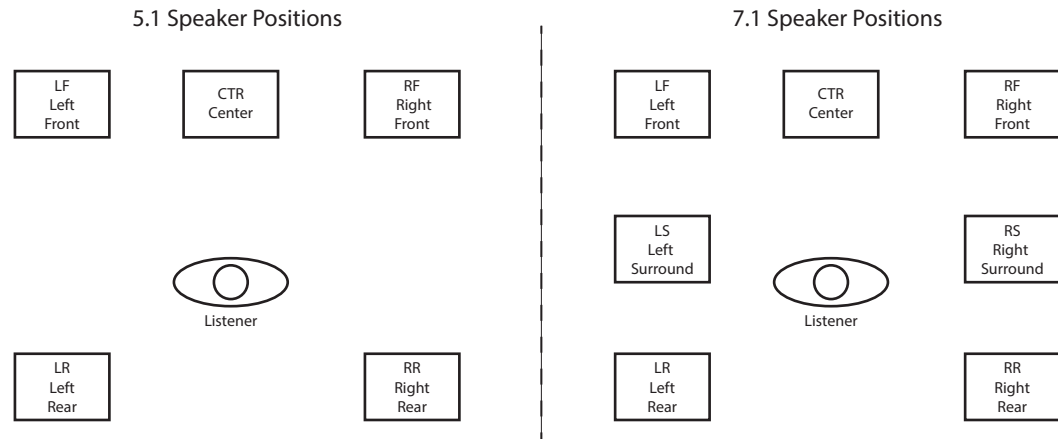 5.1 Speaker Positions
LF
Left
Front
CTR
Center
RF
Right
Front
Listener
LR
Left
Rear
RR
Right
Rear
7.1 Speaker Positions
LF
Left
Front
CTR
Center
RF
Right
Front
LS
Left
Surround
RS
Right
Surround
Listener
LR
Left
Rear
RR
Right
Rear